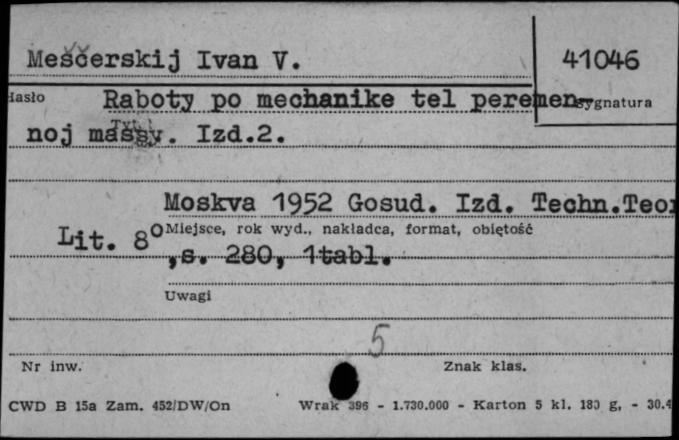 Meščerskij Ivan V.
41046
Hasło
Raboty po mechanike tel peremen-
sygnatura
noj massy. Izd.2.
Tytuł
Moskva 1952 Gosud. Izd. Techn.Teor
Lit. 8°
Miejsce, rok wyd., nakładca, format, obiętość
,s. 280, 1tabl.
Uwagi
5
Nr inw.
Znak klas.
CWD B 15a Zam. 452/DW/On
Wrak 396 - 1.730.000 - Karton 5 kl. 180 g, - 30.4